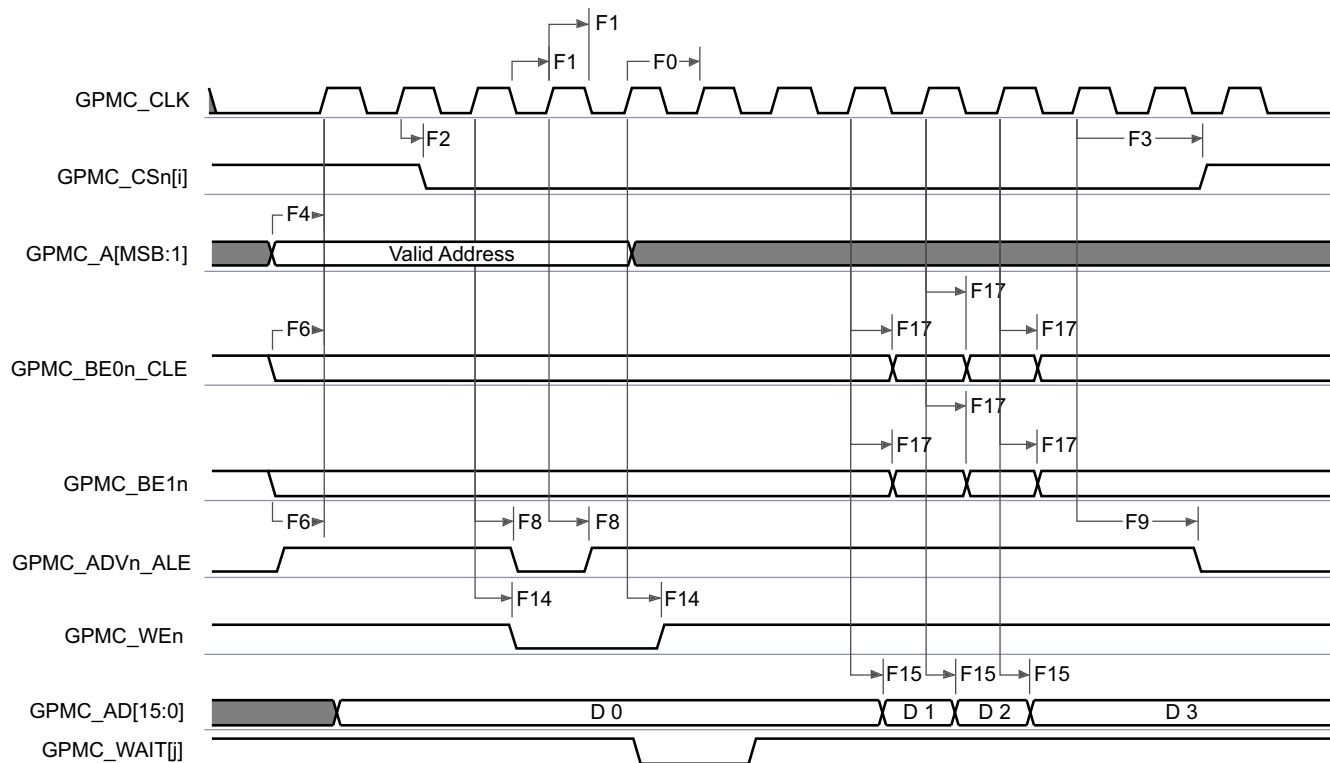 F1
F1
F0
GPMC_CLK
F2
F3
GPMC_CSn[i]
F4
GPMC_A[MSB:1]
Valid Address
F17
F6
F17
F17
GPMC_BE0n_CLE
F17
F17
F17
GPMC_BE1n
F6
F8
F8
F9
GPMC_ADVn_ALE
F14
F14
GPMC_WEn
F15
F15
F15
GPMC_AD[15:0]
D 0
D 1
D 2
D 3
GPMC_WAIT[j]